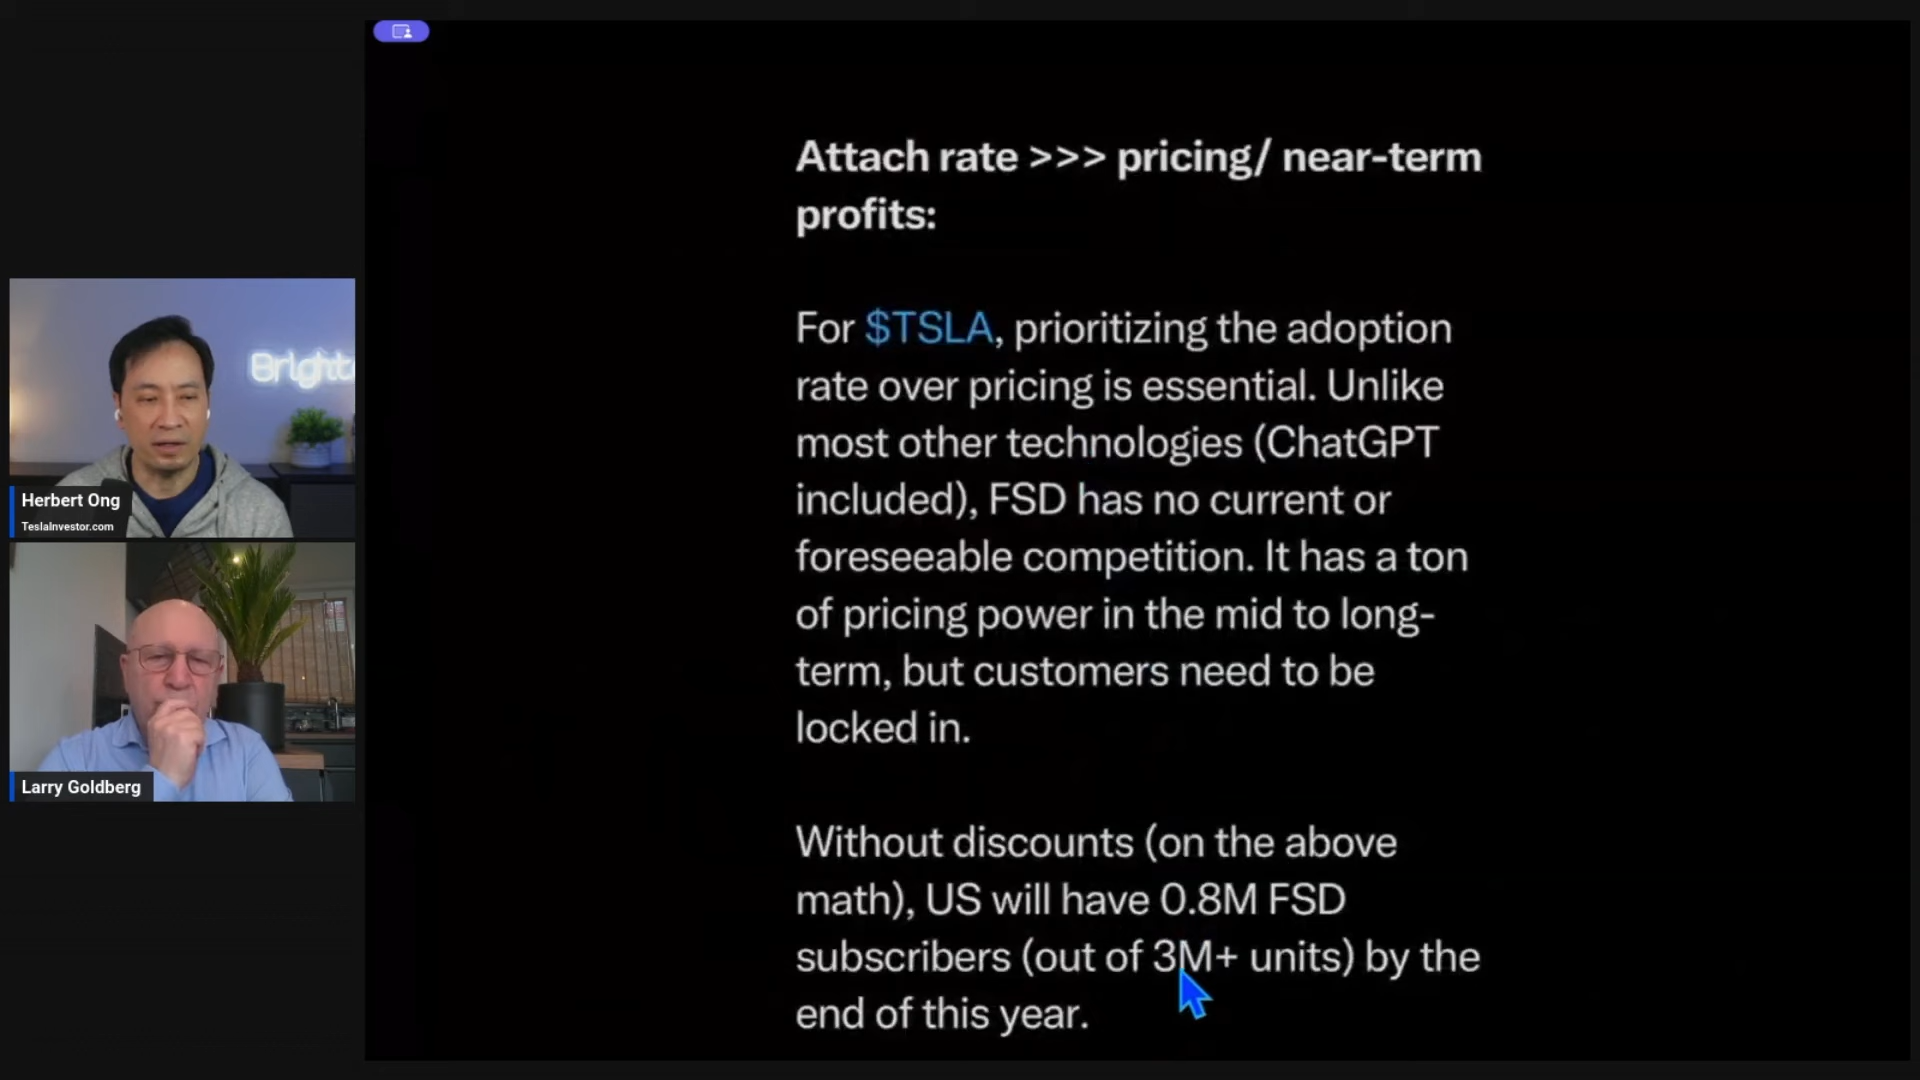 Attach rate >>> pricing/ near-term
profits:
For $TSLA, prioritizing the adoption
rate over pricing is essential. Unlike
most other technologies (ChatGPT
included), FSD has no current or
foreseeable competition. It has a ton
of pricing power in the mid to long-
term, but customers need to be
locked in.
Without discounts (on the above
math), US will have 0.8M FSD
subscribers (out of 3M+ units) by the
end of this year.
Brighte
Herbert Ong
TeslaInvestor.com
Larry Goldberg